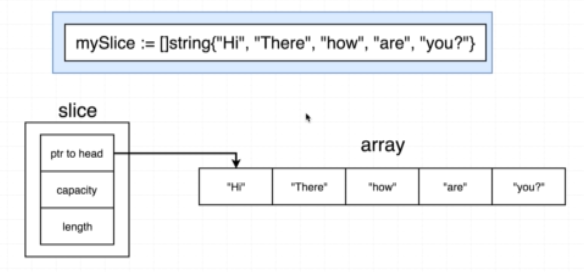 mySlice := []string{"Hi", "There", "how", "are", "you?"}
slice
ptr to head
capacity
length
array
"Hi" "There" "how" "are" "you?"